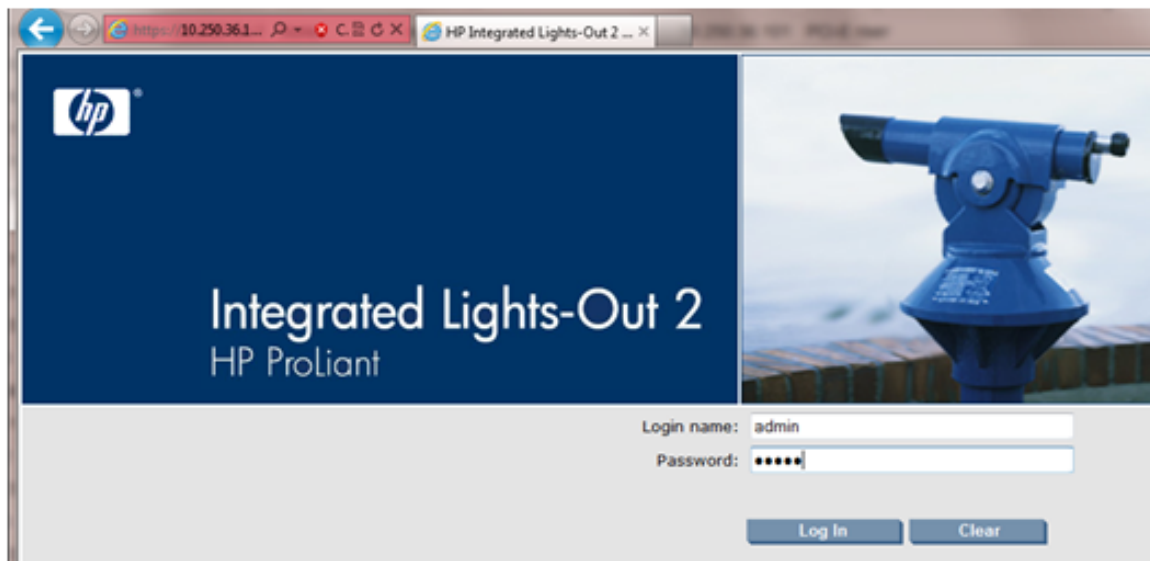 https://10.250.36.1...
HP Integrated Lights-Out 2 ...
hp
Integrated Lights-Out 2
HP ProLiant
Login name: admin
Password: •••••
Log In
Clear